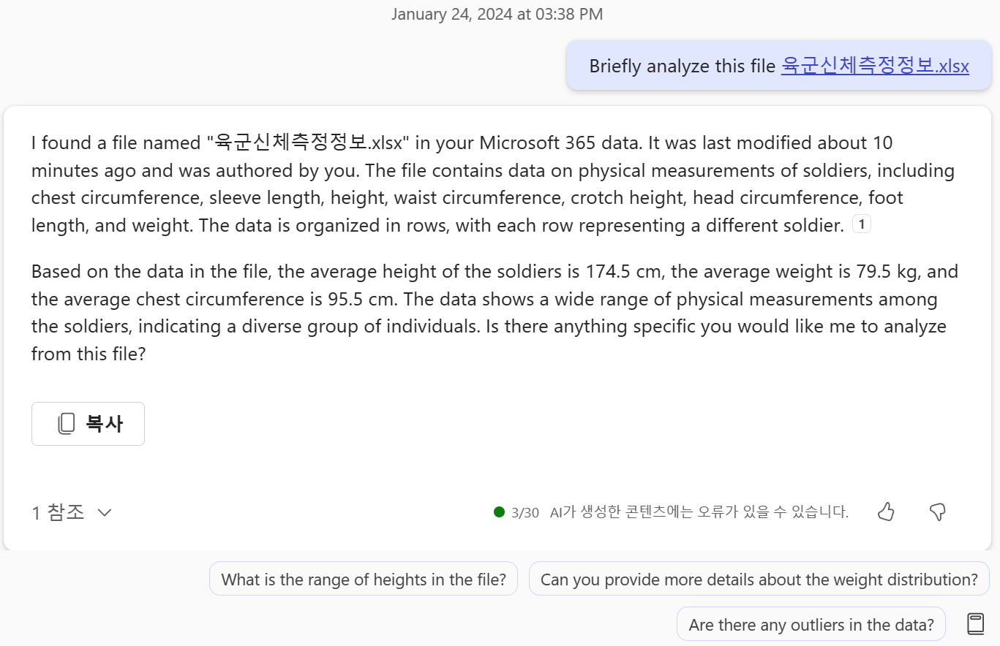 January 24, 2024 at 03:38 PM
Briefly analyze this file 육군신체측정정보.xlsx
I found a file named "육군신체측정정보.xlsx" in your Microsoft 365 data. It was last modified about 10
minutes ago and was authored by you. The file contains data on physical measurements of soldiers, including
chest circumference, sleeve length, height, waist circumference, crotch height, head circumference, foot
length, and weight. The data is organized in rows, with each row representing a different soldier. 1
Based on the data in the file, the average height of the soldiers is 174.5 cm, the average weight is 79.5 kg, and
the average chest circumference is 95.5 cm. The data shows a wide range of physical measurements among
the soldiers, indicating a diverse group of individuals. Is there anything specific you would like me to analyze
from this file?
복사
1 참조
3/30 AI가 생성한 콘텐츠에는 오류가 있을 수 있습니다.
What is the range of heights in the file?
Can you provide more details about the weight distribution?
Are there any outliers in the data?